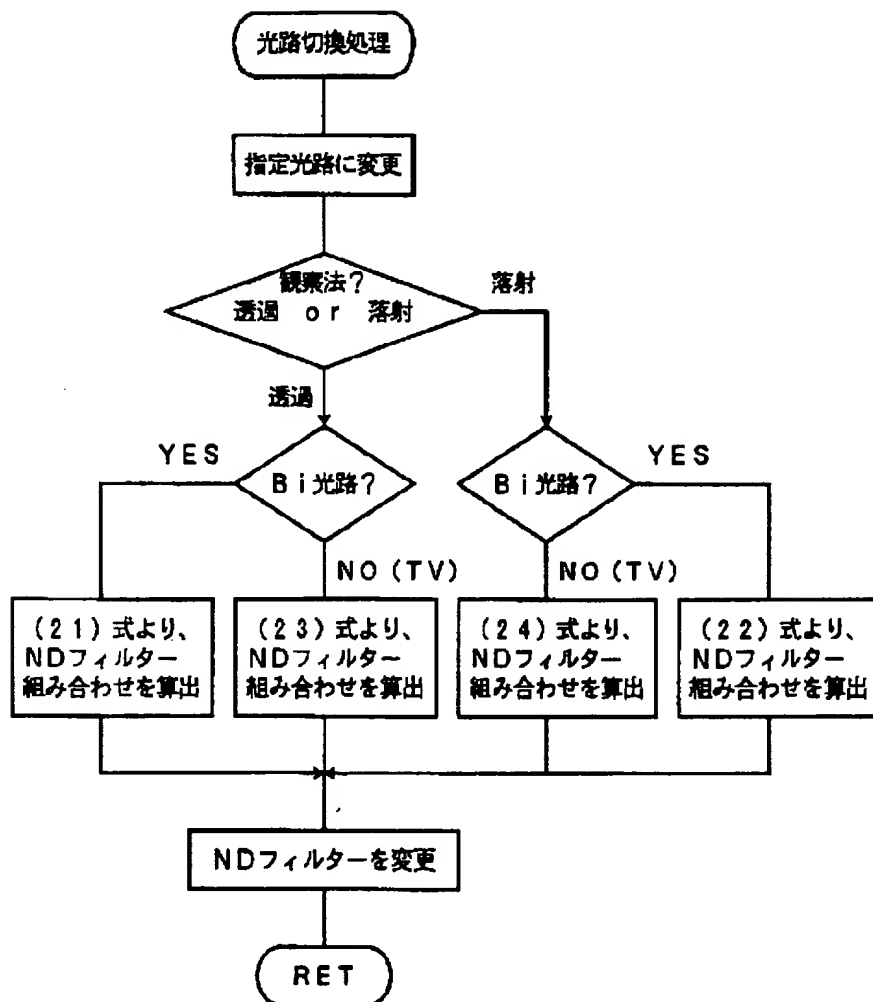 光路切換処理
指定光路に変更
観察法?
透過 or 落射
落射
透過
YES
Bi光路?
Bi光路?
YES
NO(TV)
NO(TV)
(21)式より、
NDフィルター
組み合わせを算出
(23)式より、
NDフィルター
組み合わせを算出
(24)式より、
NDフィルター
組み合わせを算出
(22)式より、
NDフィルター
組み合わせを算出
NDフィルターを変更
RET